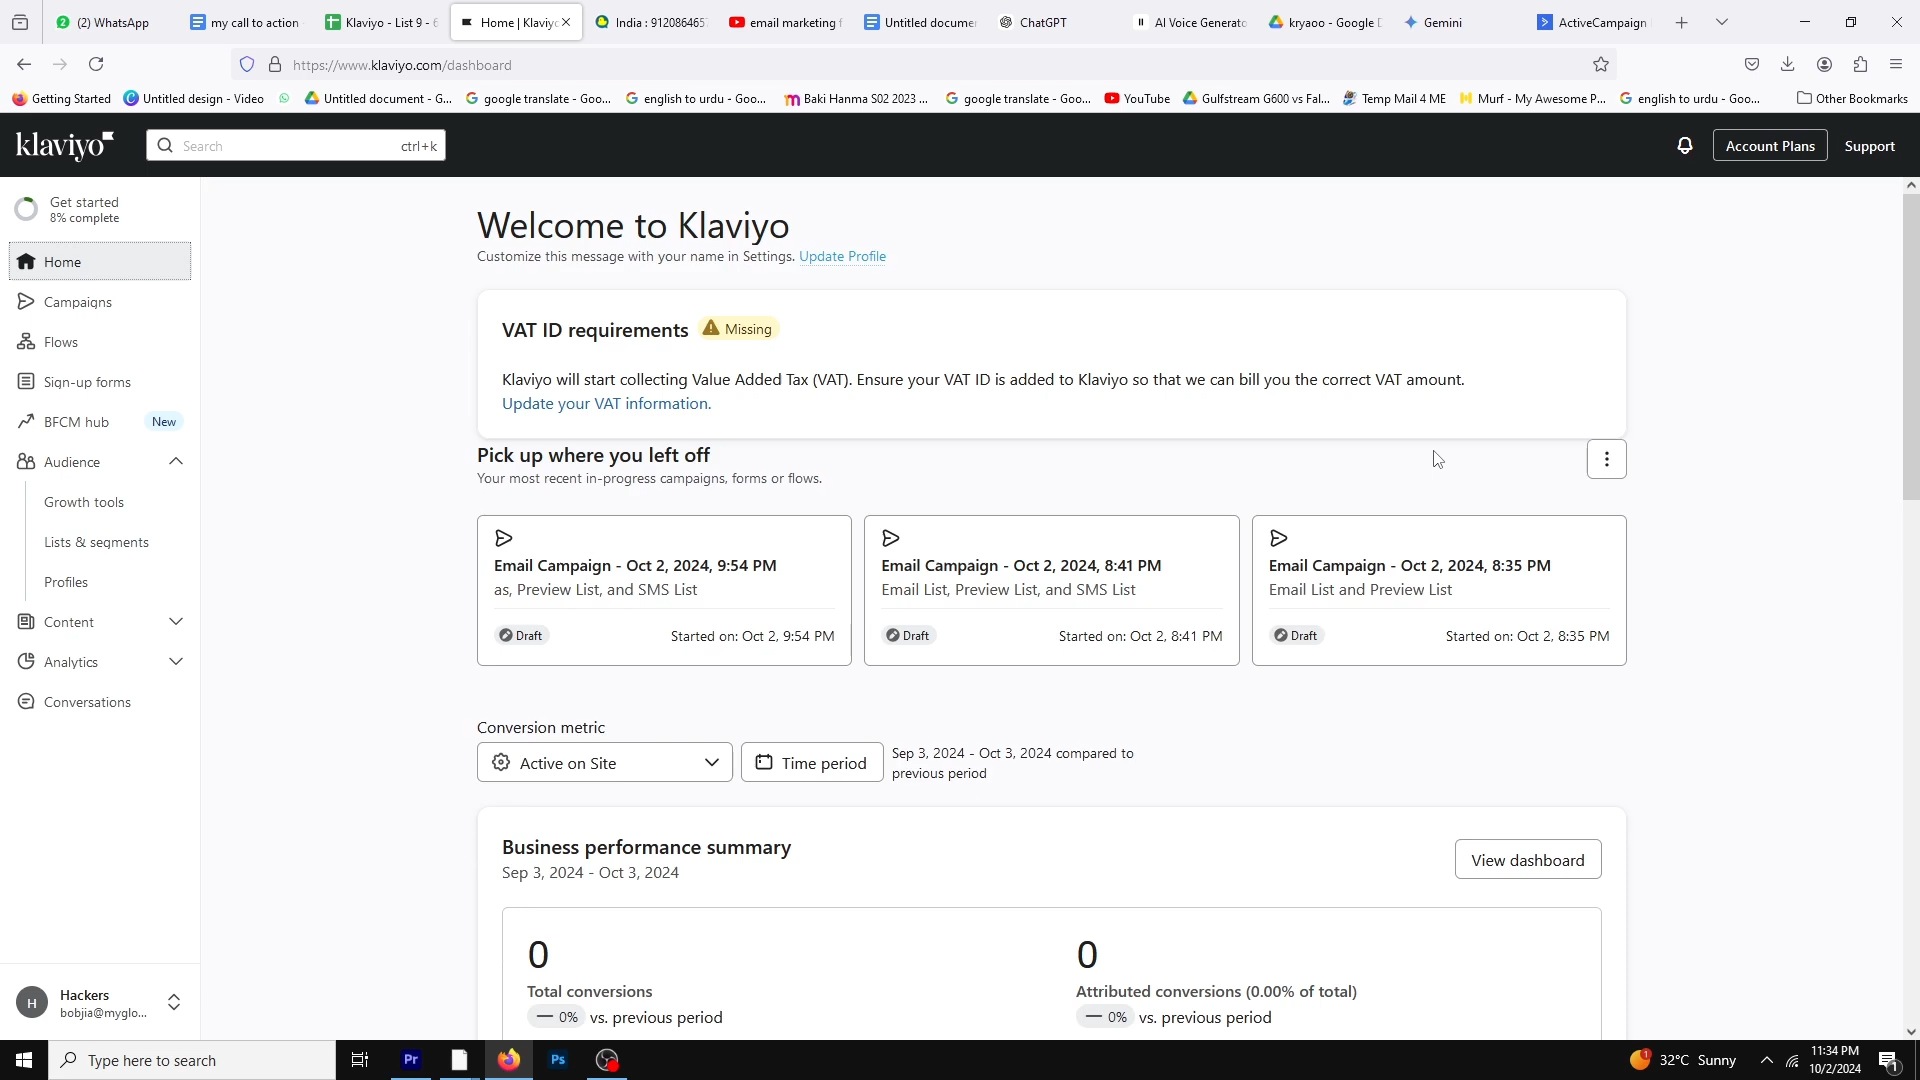 (2) WhatsApp
my call to action
Klaviyo - List 9 - 6
Home | Klaviyo
India : 912086465
email marketing f
Untitled documen
ChatGPT
AI Voice Generato
kryaoo - Google D
Gemini
ActiveCampaign
https://www.klaviyo.com/dashboard
Getting Started
Untitled design - Video
Untitled document - G...
google translate - Goo...
english to urdu - Goo...
Baki Hanma S02 2023 ...
google translate - Goo...
YouTube
Gulfstream G600 vs Fal...
Temp Mail 4 ME
Murf - My Awesome P...
english to urdu - Goo...
Other Bookmarks
klaviyo
Search
ctrl+k
Account Plans
Support
Get started
8% complete
Home
Campaigns
Flows
Sign-up forms
BFCM hub
New
Audience
Growth tools
Lists & segments
Profiles
Content
Analytics
Conversations
H
Hackers
bobjia@myglo...
Welcome to Klaviyo
Customize this message with your name in Settings. Update Profile
VAT ID requirements
Missing
Klaviyo will start collecting Value Added Tax (VAT). Ensure your VAT ID is added to Klaviyo so that we can bill you the correct VAT amount.
Update your VAT information.
Pick up where you left off
Your most recent in-progress campaigns, forms or flows.
Email Campaign - Oct 2, 2024, 9:54 PM
as, Preview List, and SMS List
Draft
Started on: Oct 2, 9:54 PM
Email Campaign - Oct 2, 2024, 8:41 PM
Email List, Preview List, and SMS List
Draft
Started on: Oct 2, 8:41 PM
Email Campaign - Oct 2, 2024, 8:35 PM
Email List and Preview List
Draft
Started on: Oct 2, 8:35 PM
Conversion metric
Active on Site
Time period
Sep 3, 2024 - Oct 3, 2024 compared to
previous period
Business performance summary
Sep 3, 2024 - Oct 3, 2024
View dashboard
0
Total conversions
0% vs. previous period
0
Attributed conversions (0.00% of total)
0% vs. previous period
Type here to search
Pr
Ps
1
32°C Sunny
11:34 PM
10/2/2024
1